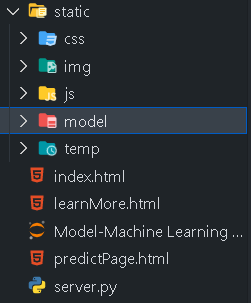 static
css
img
js
model
temp
index.html
learnMore.html
Model-Machine Learning ...
predictPage.html
server.py